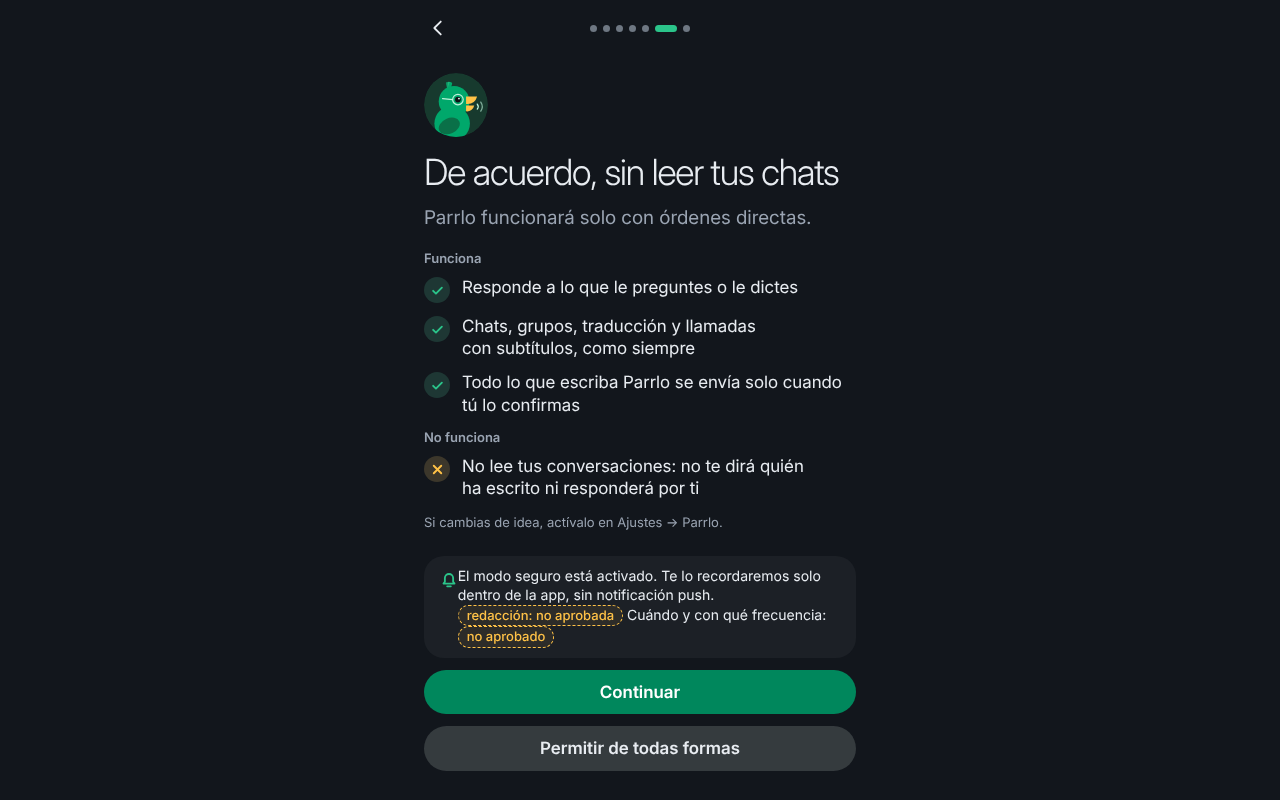 De acuerdo, sin leer tus chats
Parrlo funcionará solo con órdenes directas.
Funciona
Responde a lo que le preguntes o le dictes
Chats, grupos, traducción y llamadas
con subtítulos, como siempre
Todo lo que escriba Parrlo se envía solo cuando
tú lo confirmas
No funciona
No lee tus conversaciones: no te dirá quién
ha escrito ni responderá por ti
Si cambias de idea, actívalo en Ajustes → Parrlo.
El modo seguro está activado. Te lo recordaremos solo
dentro de la app, sin notificación push.
redacción: no aprobada Cuándo y con qué frecuencia:
no aprobado
Continuar
Permitir de todas formas